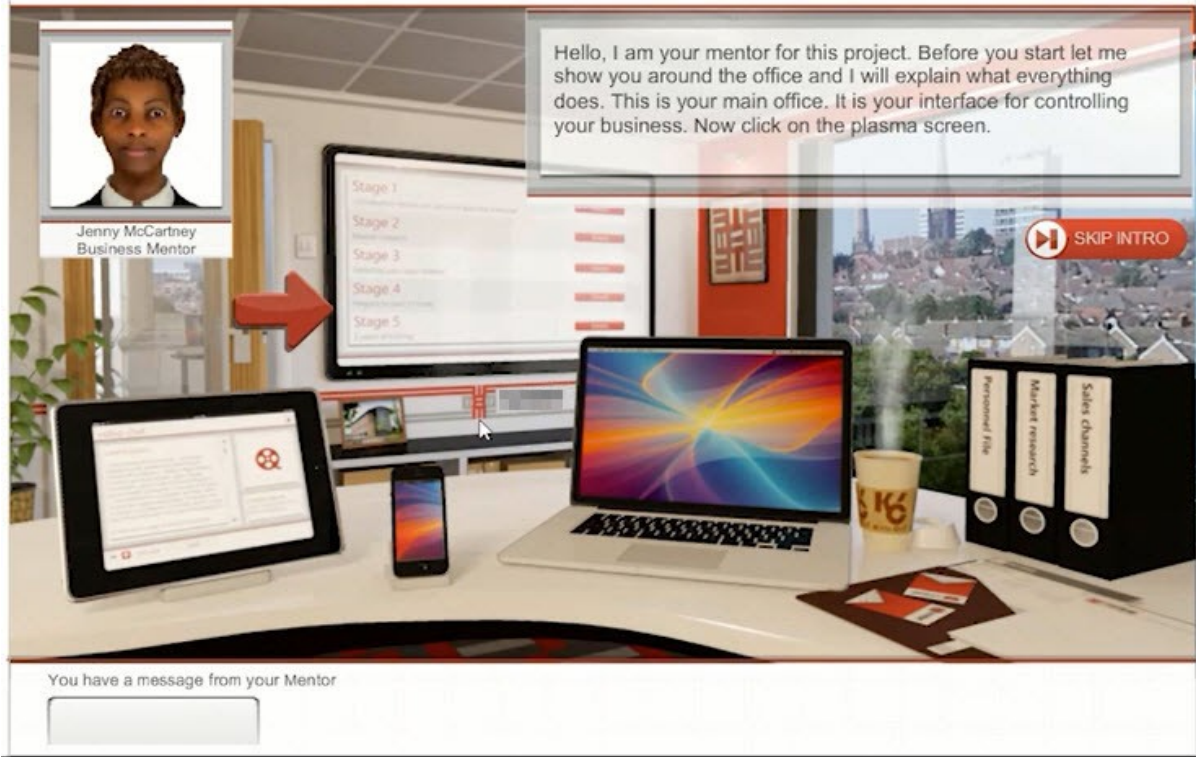 Hello, I am your mentor for this project. Before you start let me
show you around the office and I will explain what everything
does. This is your main office. It is your interface for controlling
your business. Now click on the plasma screen.
Jenny McCartney
Business Mentor
SKIP INTRO
Stage 1
Stage 2
Stage 3
Stage 4
Stage 5
Personnel File
Market research
Sales channels
K6
You have a message from your Mentor